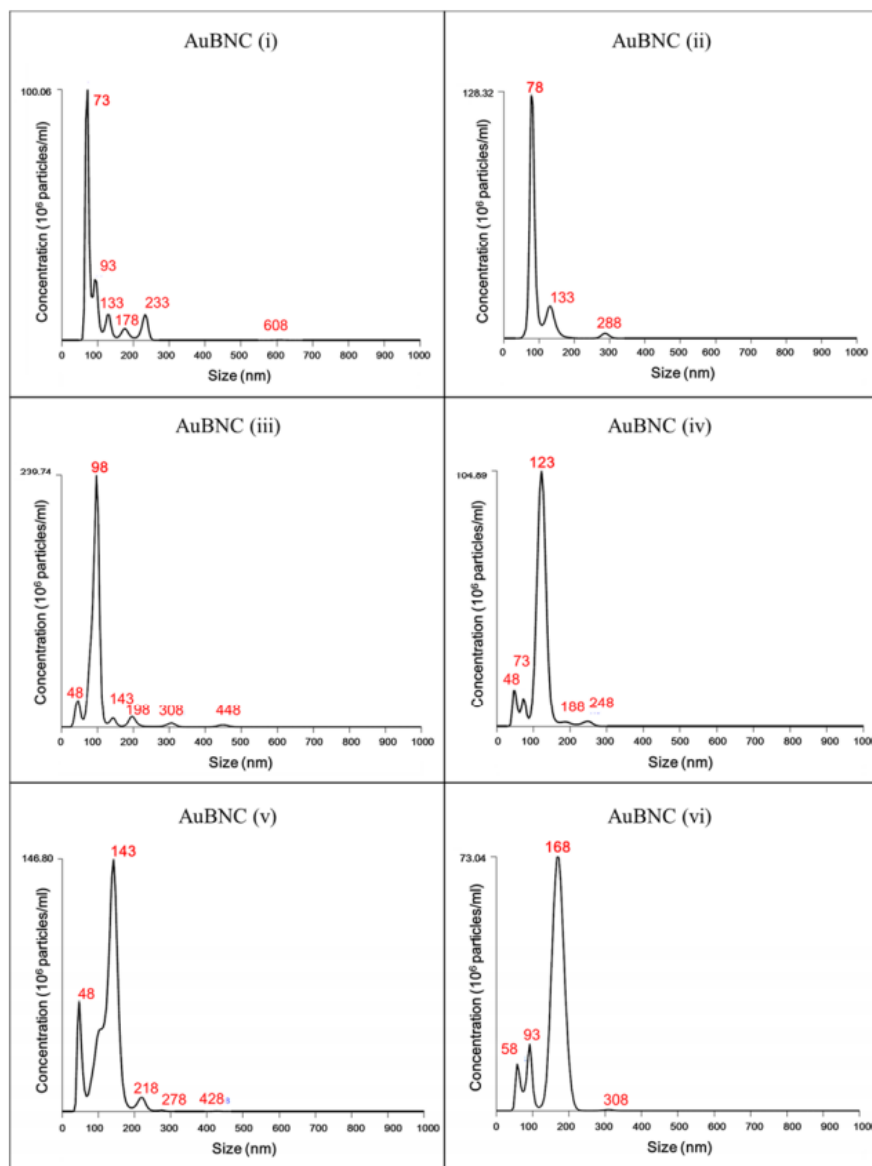 AuBNC (i)
100.06
73
93
133
178
233
608
Concentration (10⁶ particles/ml)
0 100 200 300 400 500 600 700 800 900 1000
Size (nm)
AuBNC (ii)
128.32
78
133
288
Concentration (10⁶ particles/ml)
0 100 200 300 400 500 600 700 800 900 1000
Size (nm)
AuBNC (iii)
239.74
98
48
143
198
308
448
Concentration (10⁶ particles/ml)
0 100 200 300 400 500 600 700 800 900 1000
Size (nm)
AuBNC (iv)
104.89
123
73
48
188
248
Concentration (10⁶ particles/ml)
0 100 200 300 400 500 600 700 800 900 1000
Size (nm)
AuBNC (v)
146.80
143
48
218
278
428
Concentration (10⁶ particles/ml)
0 100 200 300 400 500 600 700 800 900 1000
Size (nm)
AuBNC (vi)
73.04
168
58
93
308
Concentration (10⁶ particles/ml)
0 100 200 300 400 500 600 700 800 900 1000
Size (nm)